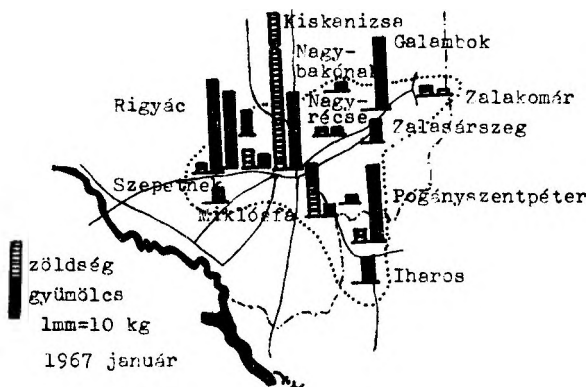 Kiskanizsa
Galambok
Nagy-
bakónak
Rigyác
Nagy-
récse
Zalakomár
Zalasárszeg
Szepetnek
Miklósfa
Pogányszentpéter
zöldség
gyümölcs
1mm=10 kg
1967 január
Iharos